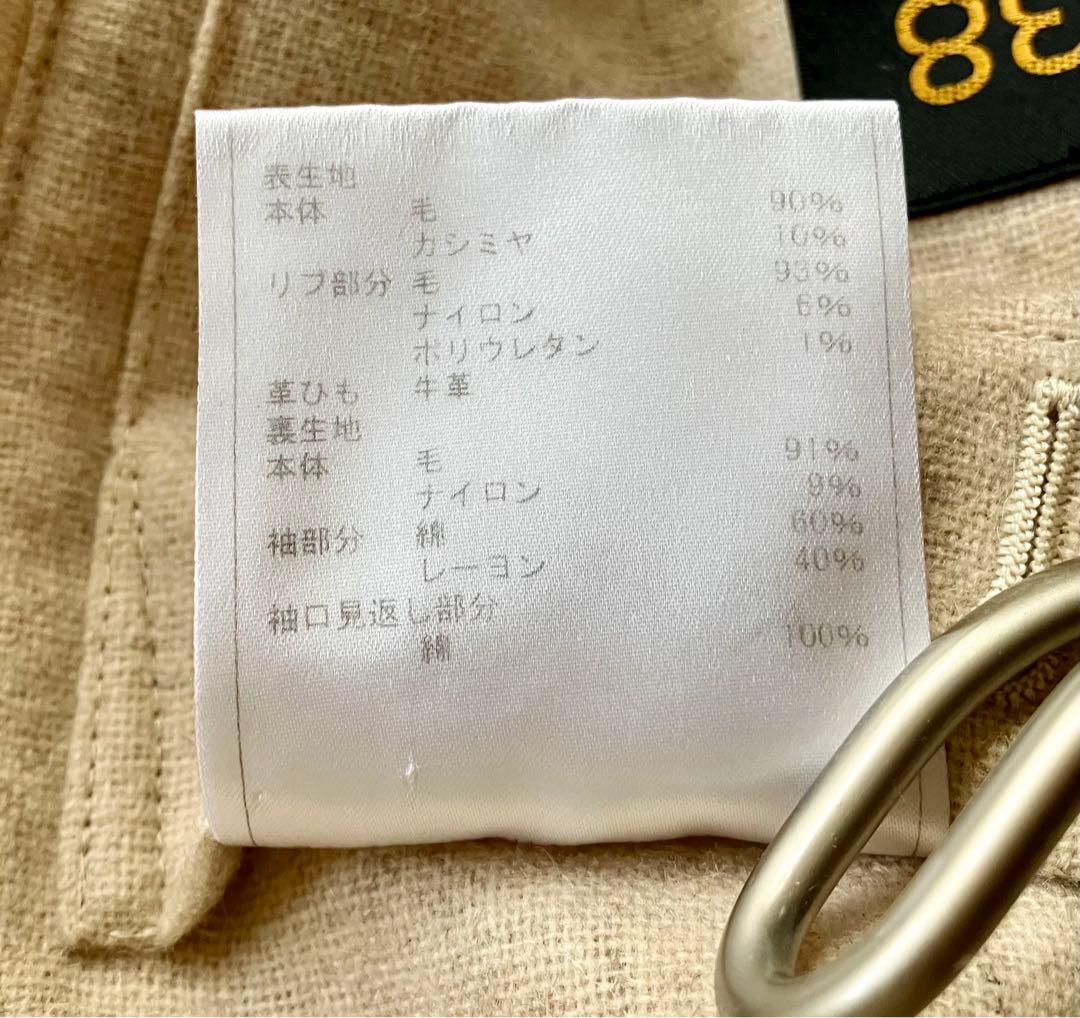 38
表生地
本体 毛 90%
カシミヤ 10%
リブ部分 毛 93%
ナイロン 6%
ポリウレタン 1%
革ひも 牛革
裏生地
本体 毛 91%
ナイロン 9%
袖部分 綿 60%
レーヨン 40%
袖口見返し部分
綿 100%